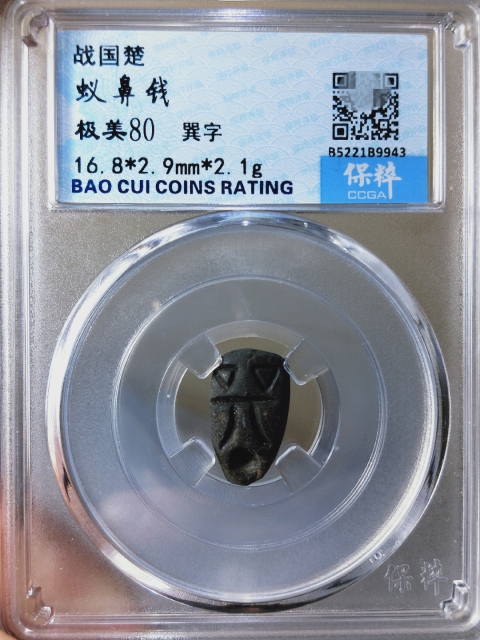 战国楚
蚁鼻钱
极美80 巽字
16.8*2.9mm*2.1g
BAO CUI COINS RATING
B5221B9943
保粹
CCGA
保粹